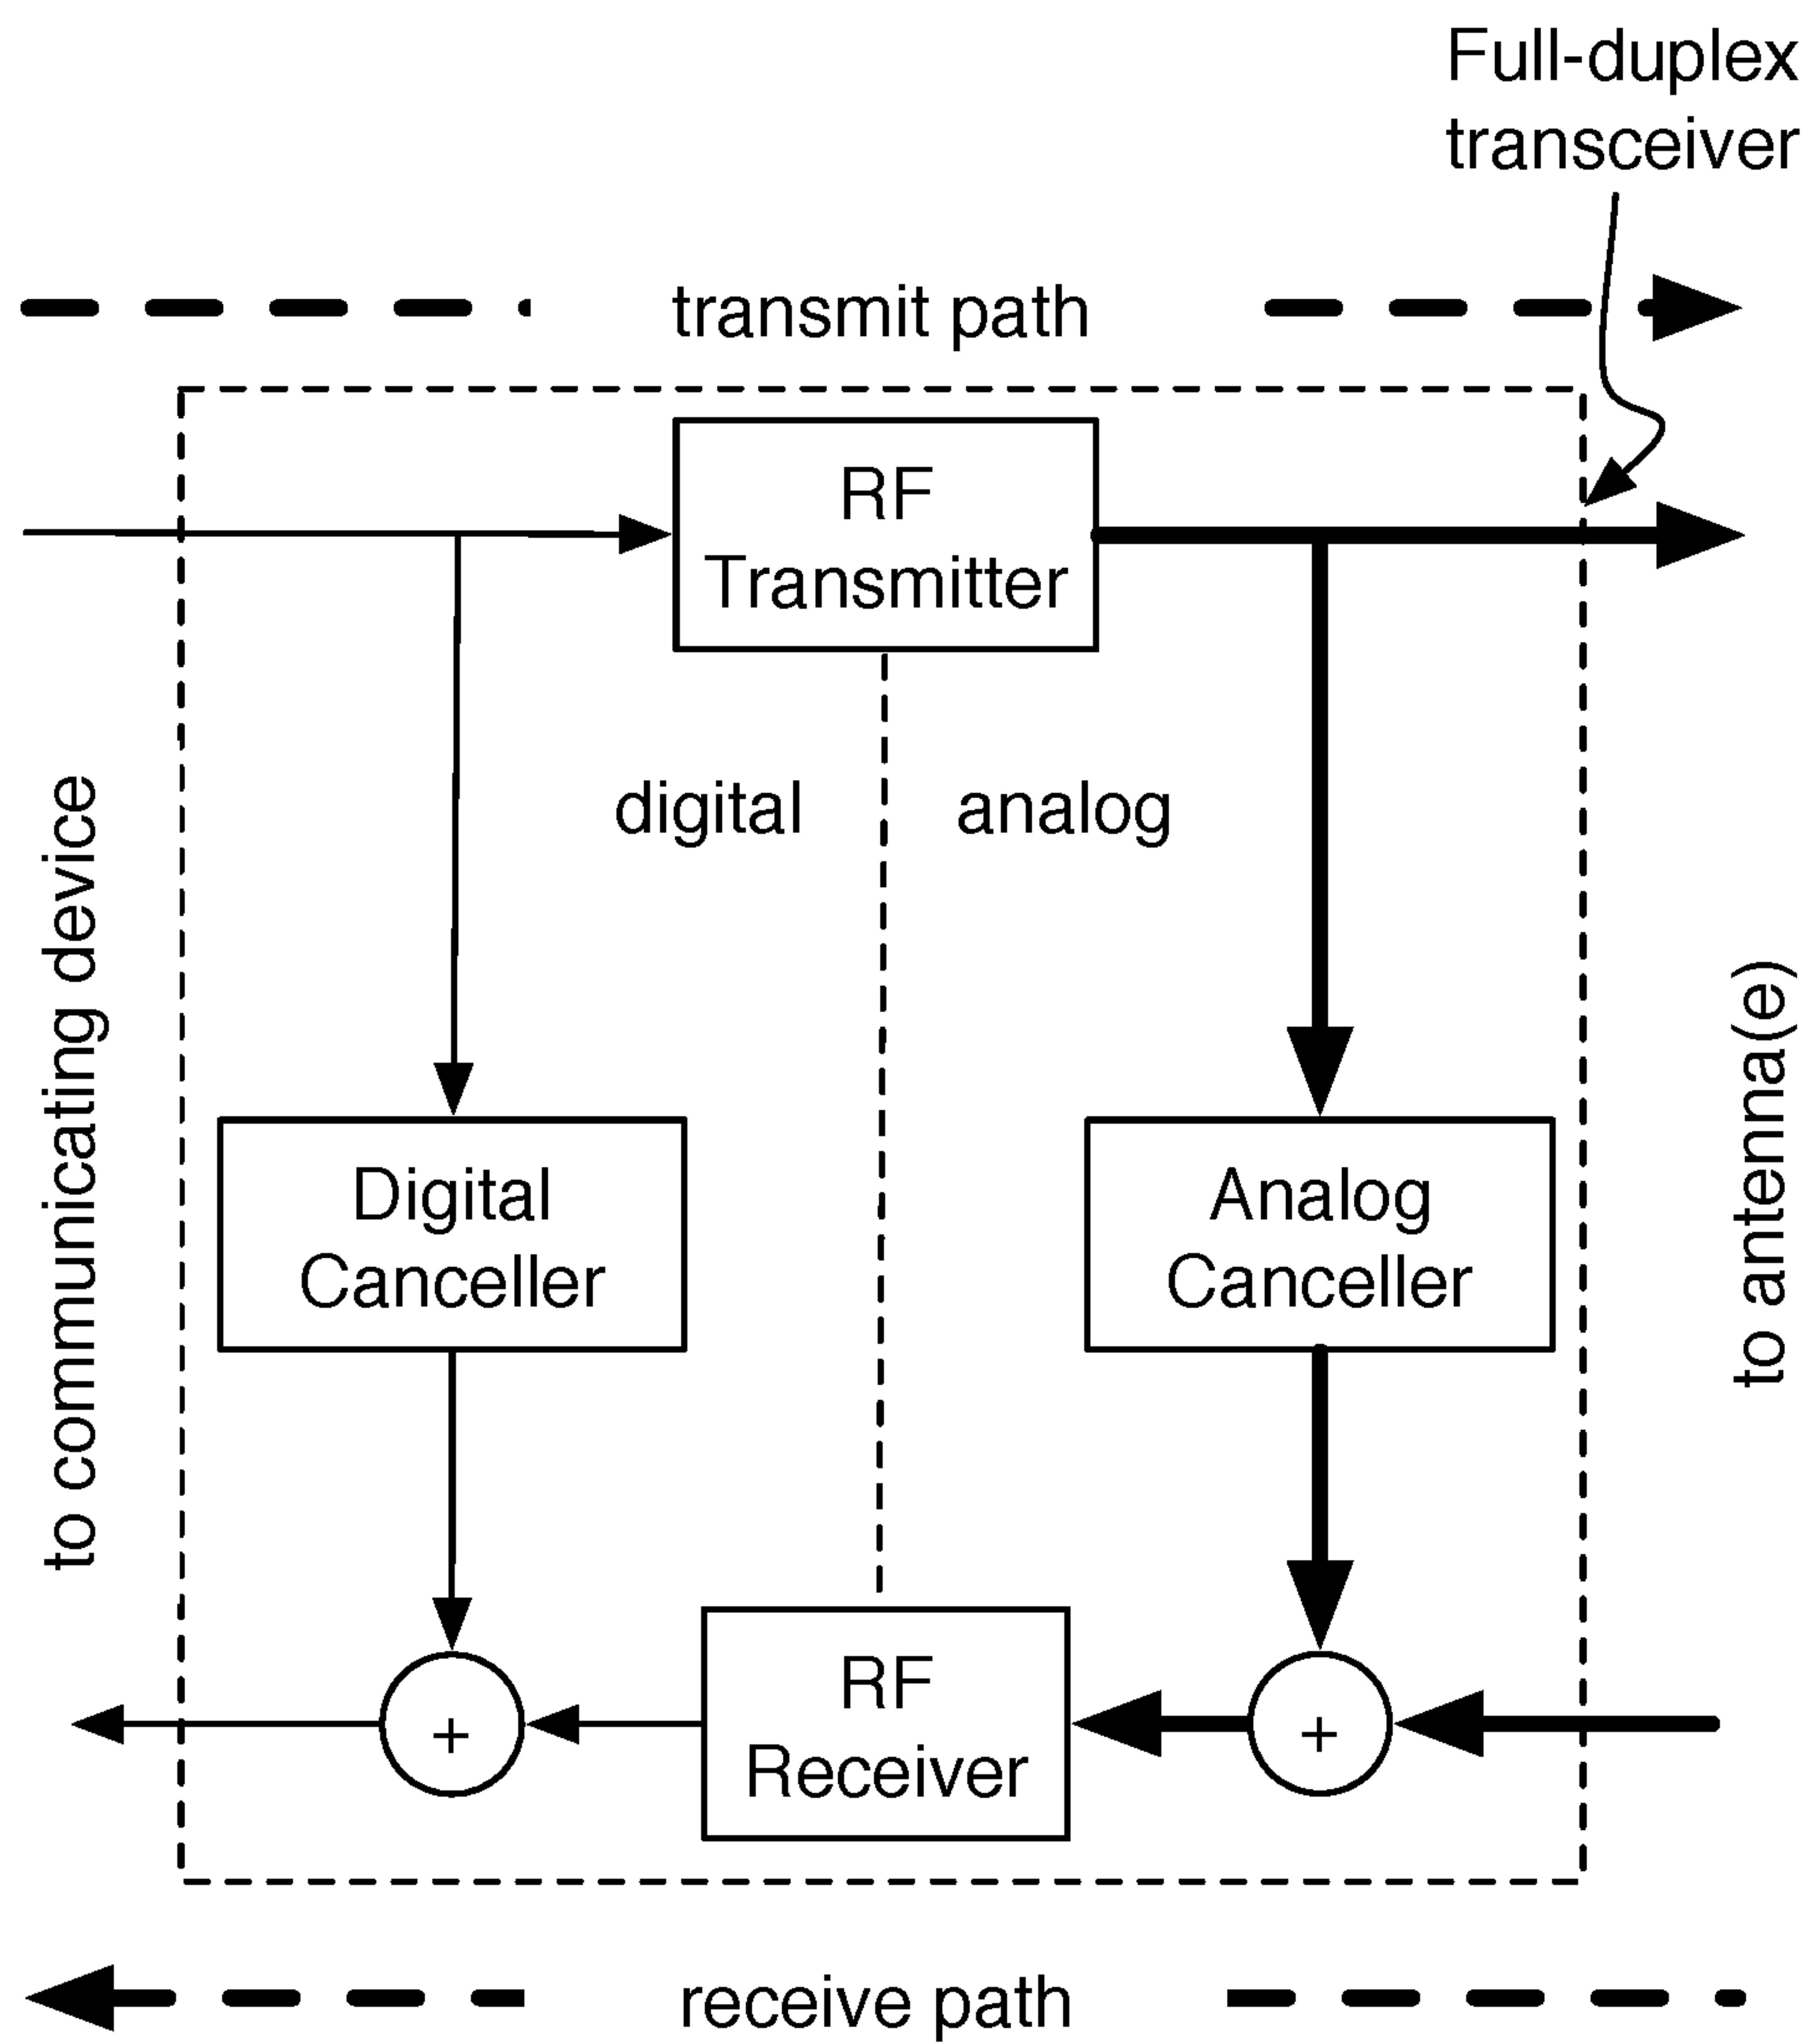 Full-duplex
transceiver
transmit path
RF
Transmitter
digital
analog
to communicating device
to antenna(e)
Digital
Canceller
Analog
Canceller
+
RF
Receiver
+
receive path